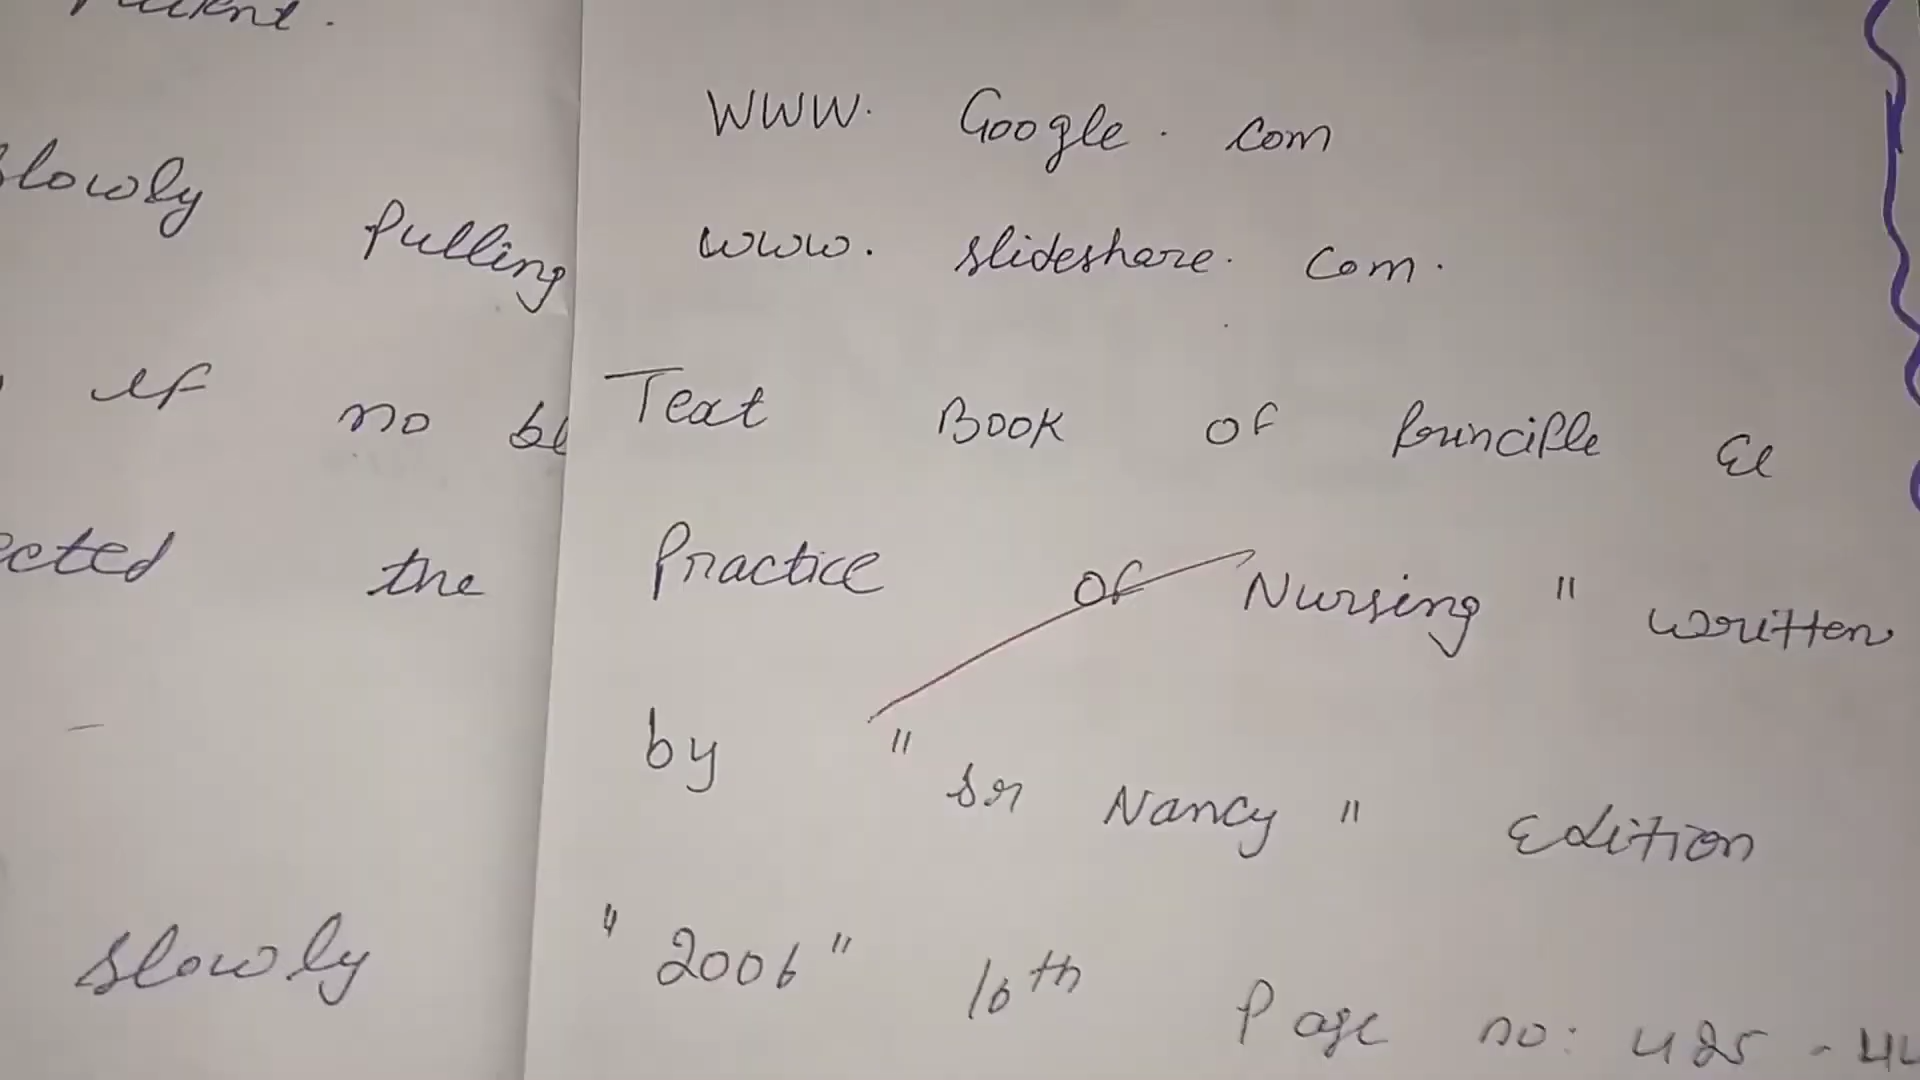 slowly pulling
if no
the
slowly
WWW. Google. com
www. slideshare. com.
Text Book of Principle &
Practice of Nursing " written
by " Sr Nancy " Edition
" 2006 " 10th Page no: 425 -